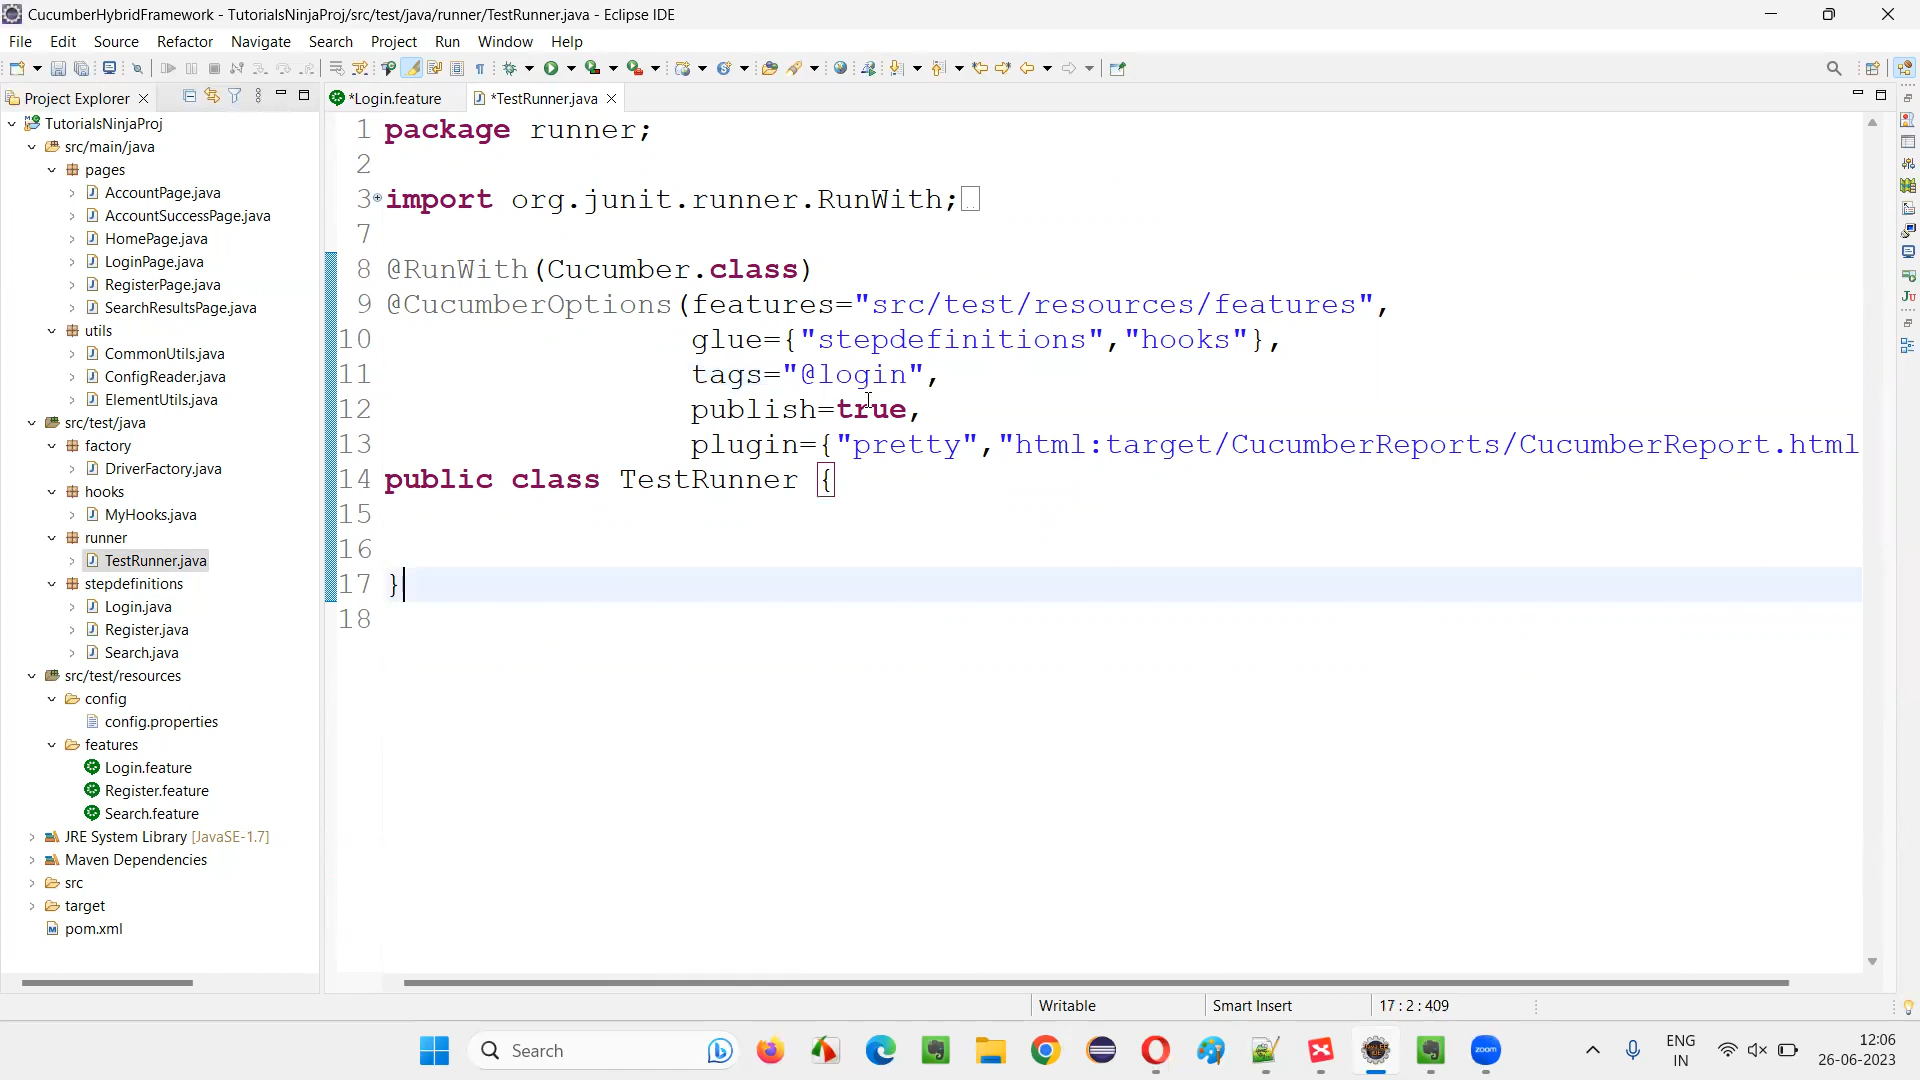 CucumberHybridFramework - TutorialsNinjaProj/src/test/java/runner/TestRunner.java - Eclipse IDE
File Edit Source Refactor Navigate Search Project Run Window Help
Project Explorer
TutorialsNinjaProj
src/main/java
pages
AccountPage.java
AccountSuccessPage.java
HomePage.java
LoginPage.java
RegisterPage.java
SearchResultsPage.java
utils
CommonUtils.java
ConfigReader.java
ElementUtils.java
src/test/java
factory
DriverFactory.java
hooks
MyHooks.java
runner
TestRunner.java
stepdefinitions
Login.java
Register.java
Search.java
src/test/resources
config
config.properties
features
Login.feature
Register.feature
Search.feature
JRE System Library [JavaSE-1.7]
Maven Dependencies
src
target
pom.xml
*Login.feature
*TestRunner.java
1 package runner;
2
3 import org.junit.runner.RunWith;
7
8 @RunWith(Cucumber.class)
9 @CucumberOptions(features="src/test/resources/features",
10 glue={"stepdefinitions","hooks"},
11 tags="@login",
12 publish=true,
13 plugin={"pretty","html:target/CucumberReports/CucumberReport.html
14 public class TestRunner {
15
16
17 }
18
Writable Smart Insert 17 : 2 : 409
Search
zoom
ENG
IN
12:06
26-06-2023